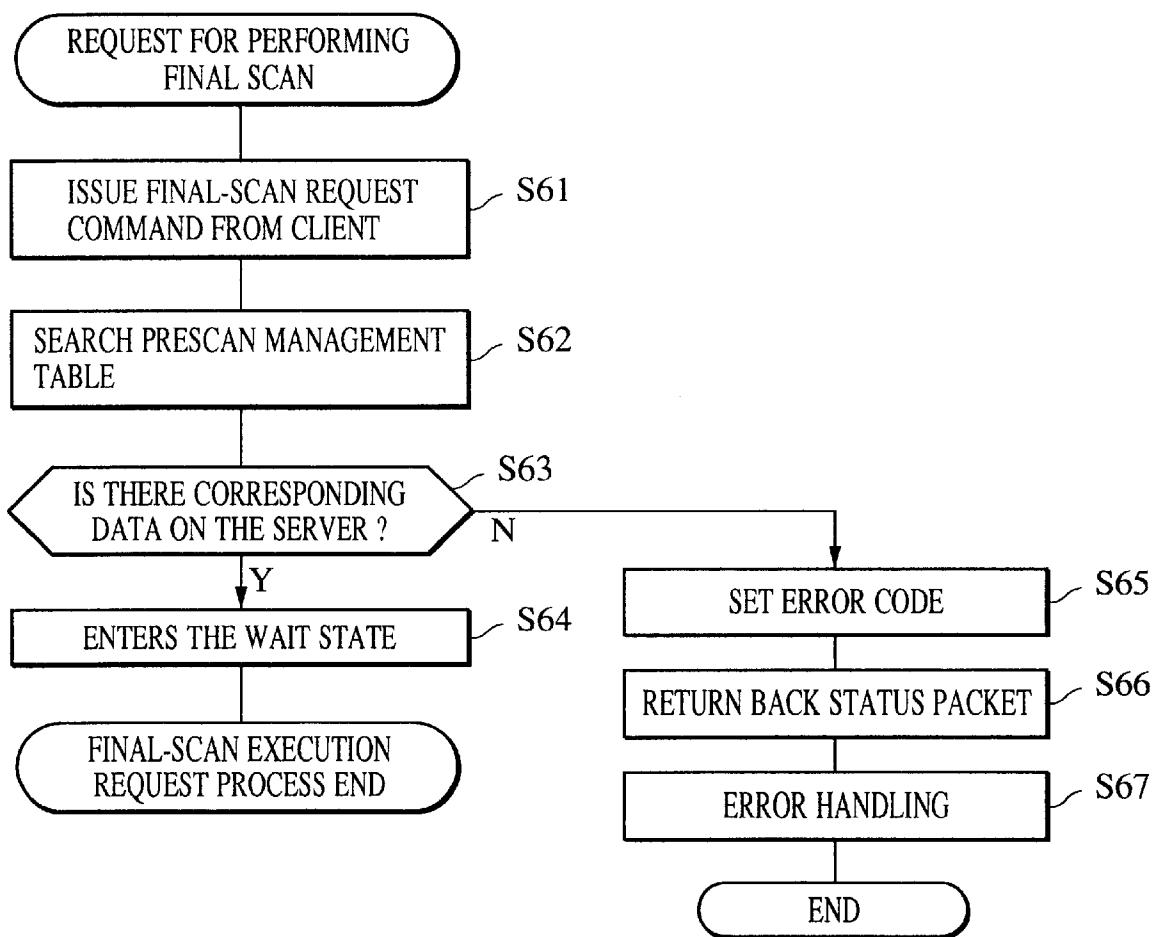 REQUEST FOR PERFORMING
FINAL SCAN
ISSUE FINAL-SCAN REQUEST
COMMAND FROM CLIENT
S61
SEARCH PRESCAN MANAGEMENT
TABLE
S62
IS THERE CORRESPONDING
DATA ON THE SERVER ?
S63
N
Y
ENTERS THE WAIT STATE
S64
FINAL-SCAN EXECUTION
REQUEST PROCESS END
SET ERROR CODE
S65
RETURN BACK STATUS PACKET
S66
ERROR HANDLING
S67
END